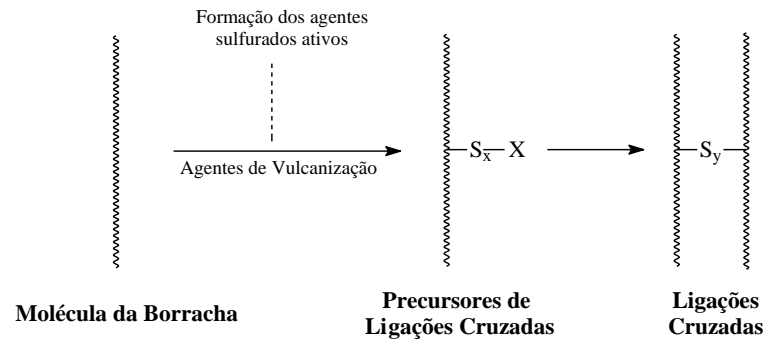 Formação dos agentes
sulfurados ativos
Agentes de Vulcanização
Sx—X
Sy
Molécula da Borracha
Precursores de
Ligações Cruzadas
Ligações
Cruzadas